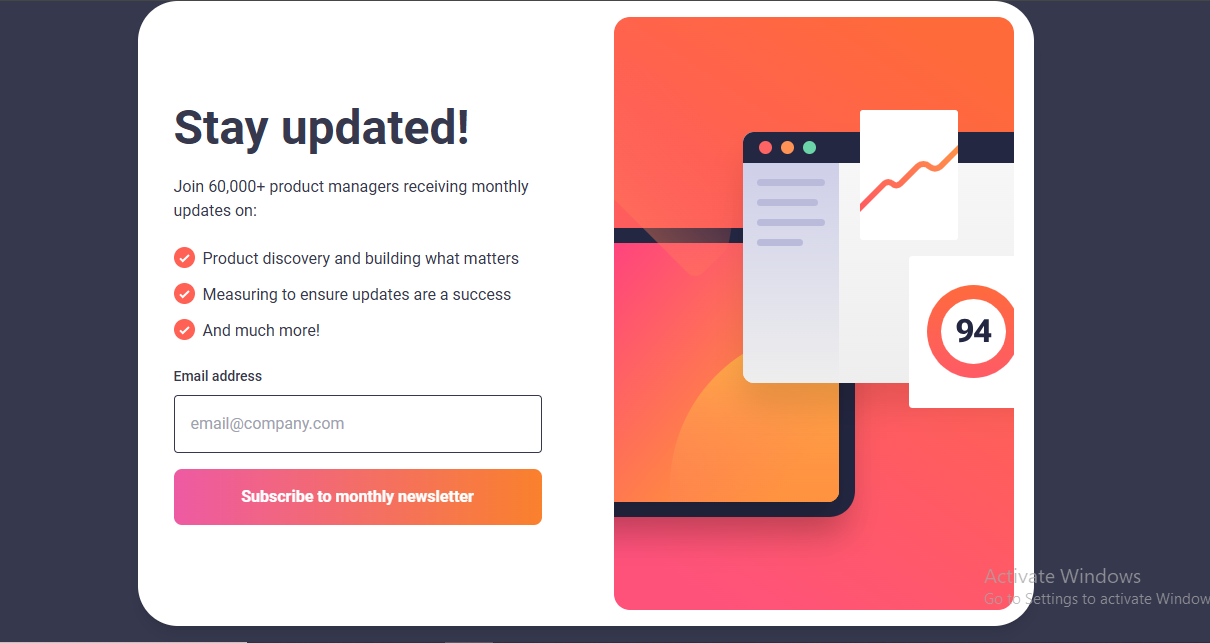 Stay updated!
Join 60,000+ product managers receiving monthly
updates on:
Product discovery and building what matters
Measuring to ensure updates are a success
And much more!
Email address
email@company.com
Subscribe to monthly newsletter
94
Activate Windows
Go to Settings to activate Window